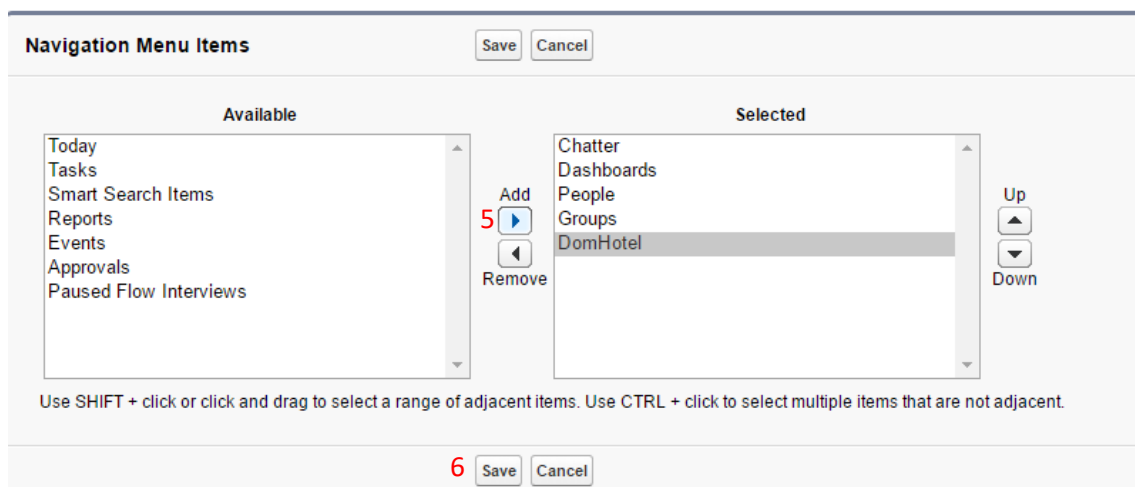 Navigation Menu Items
Save Cancel
Available
Selected
Today
Tasks
Smart Search Items
Reports
Events
Approvals
Paused Flow Interviews
Add
5
Remove
Chatter
Dashboards
People
Groups
DomHotel
Up
Down
Use SHIFT + click or click and drag to select a range of adjacent items. Use CTRL + click to select multiple items that are not adjacent.
6 Save Cancel